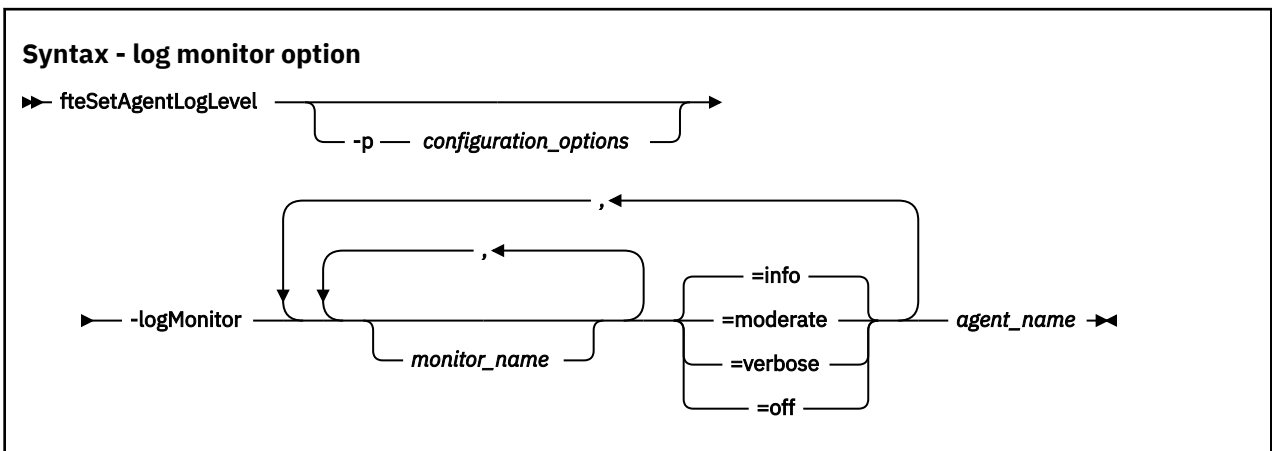 Syntax - log monitor option
fteSetAgentLogLevel
-p configuration_options
,
,
=info
-logMonitor =moderate agent_name
monitor_name =verbose
=off